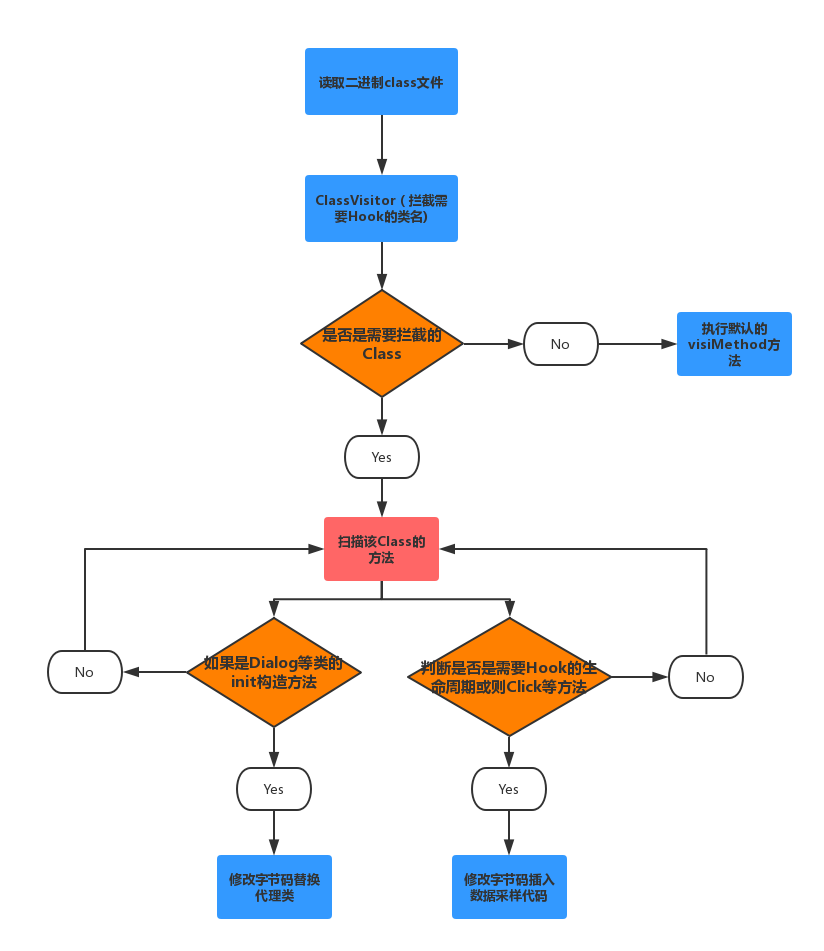 读取二进制class文件
ClassVisitor（拦截需
要Hook的类名)
是否是需要拦截的
Class
No
执行默认的
visiMethod方
法
Yes
扫描该Class的
方法
如果是Dialog等类的
init构造方法
判断是否是需要Hook的生
命周期或则Click等方法
No
No
Yes
Yes
修改字节码替换
代理类
修改字节码插入
数据采样代码